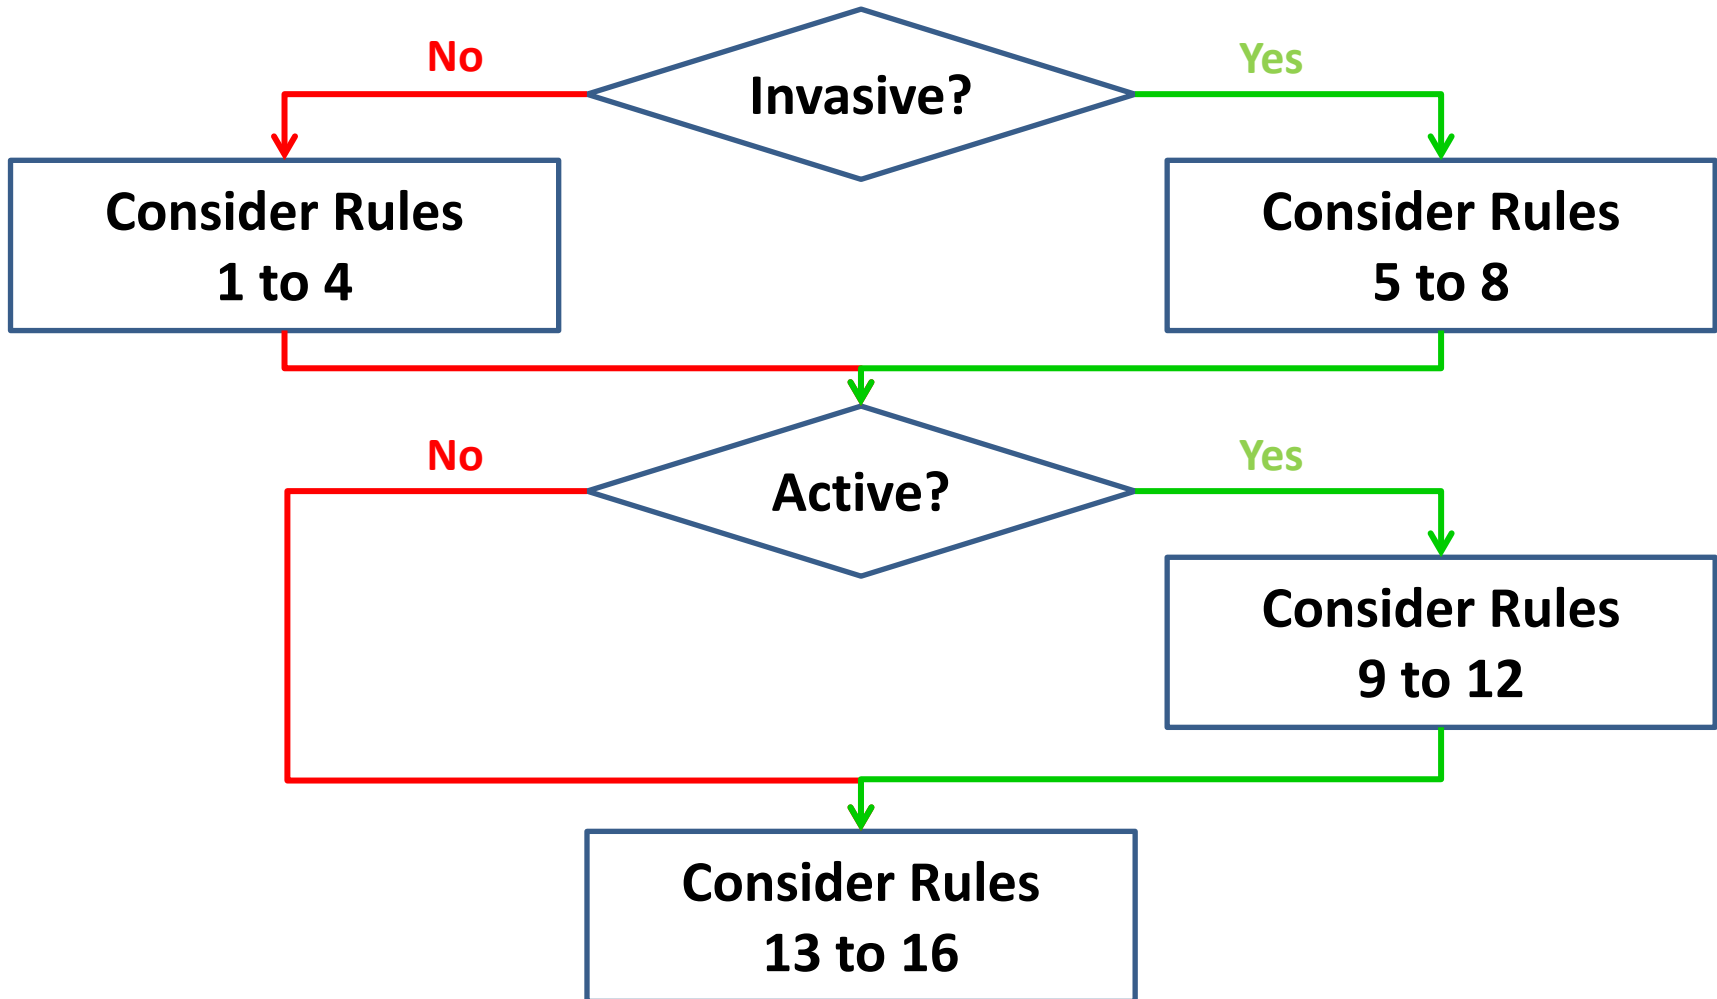 Invasive?
No
Yes
Consider Rules
1 to 4
Consider Rules
5 to 8
Active?
No
Yes
Consider Rules
9 to 12
Consider Rules
13 to 16